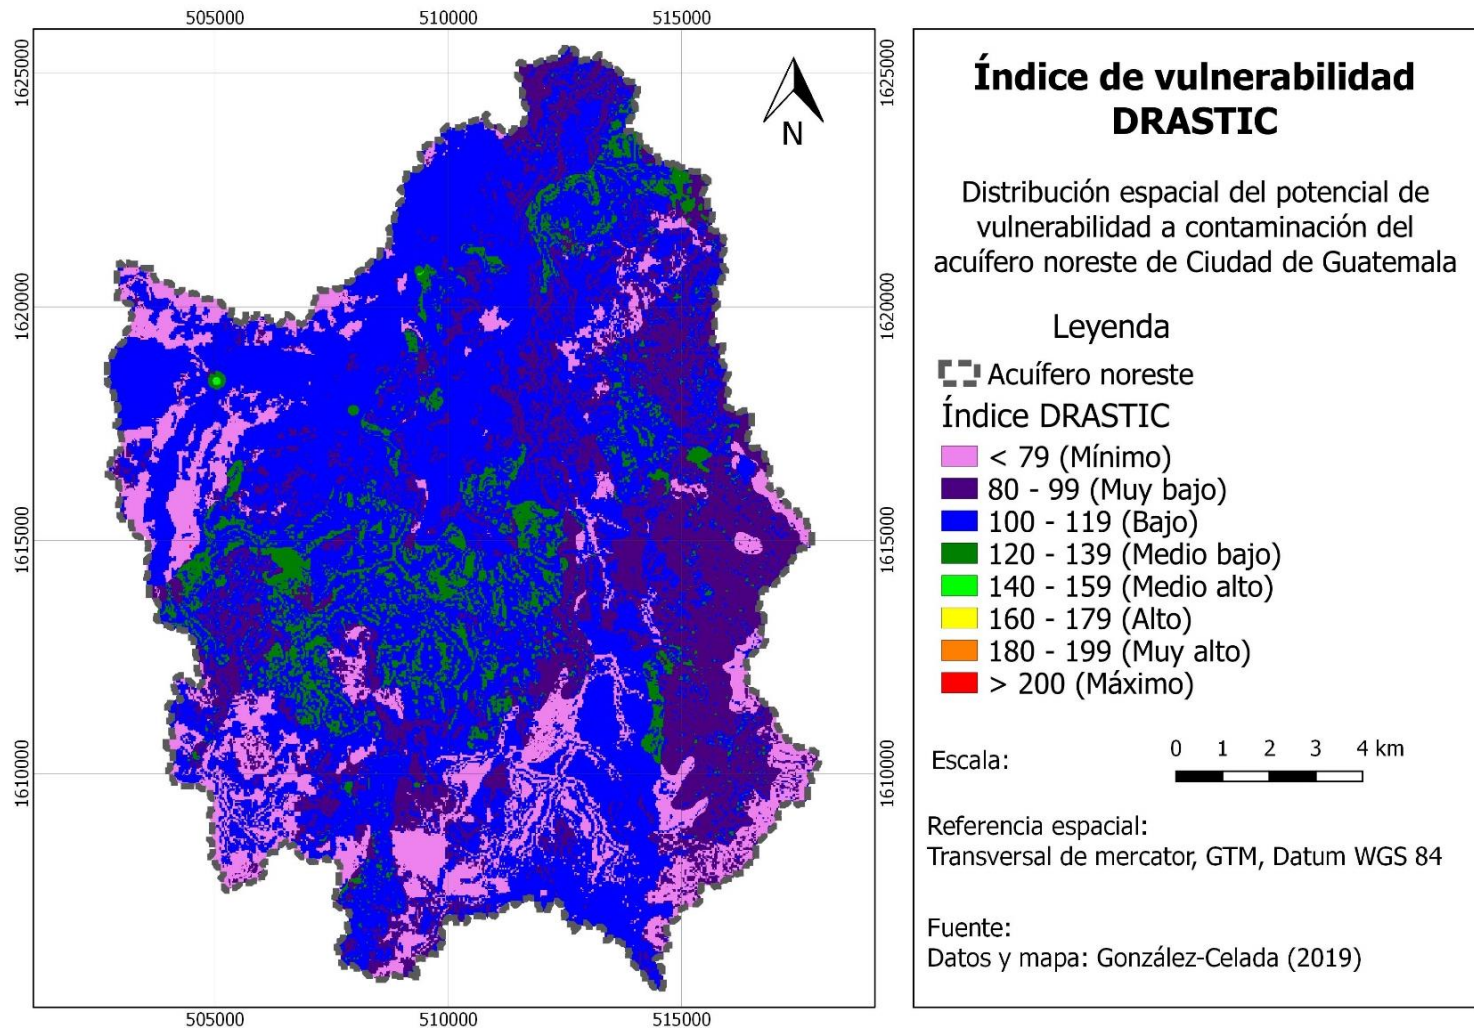 505000
510000
515000
1625000
1625000
1620000
1620000
1615000
1615000
1610000
1610000
505000
510000
515000
N
Índice de vulnerabilidad
DRASTIC
Distribución espacial del potencial de
vulnerabilidad a contaminación del
acuífero noreste de Ciudad de Guatemala
Leyenda
Acuífero noreste
Índice DRASTIC
< 79 (Mínimo)
80 - 99 (Muy bajo)
100 - 119 (Bajo)
120 - 139 (Medio bajo)
140 - 159 (Medio alto)
160 - 179 (Alto)
180 - 199 (Muy alto)
> 200 (Máximo)
Escala:
0 1 2 3 4 km
Referencia espacial:
Transversal de mercator, GTM, Datum WGS 84
Fuente:
Datos y mapa: González-Celada (2019)